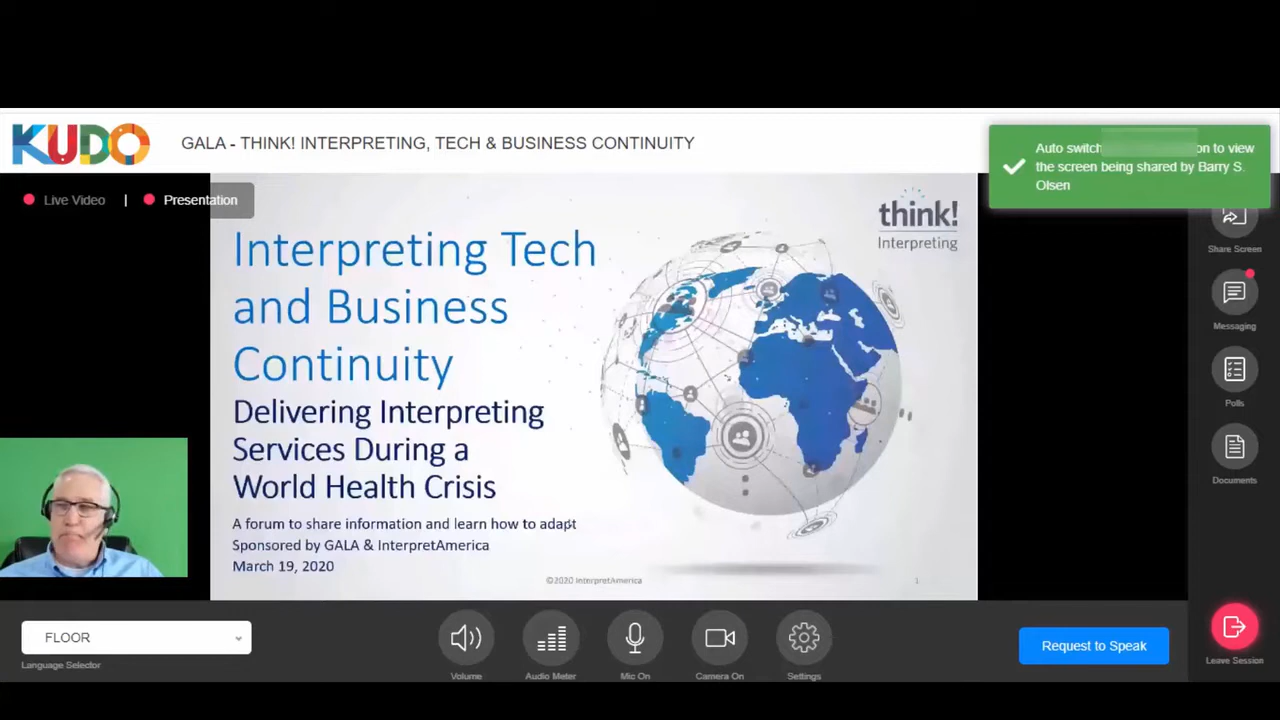 KUDO
GALA - THINK! INTERPRETING, TECH & BUSINESS CONTINUITY
Auto switch on to view
the screen being shared by Barry S.
Olsen
Live Video | Presentation
think!
Interpreting
Interpreting Tech
and Business
Continuity
Delivering Interpreting
Services During a
World Health Crisis
A forum to share information and learn how to adapt
Sponsored by GALA & InterpretAmerica
March 19, 2020
©2020 InterpretAmerica
1
Share Screen
Messaging
Polls
Documents
FLOOR
Language Selector
Volume
Audio Meter
Mic On
Camera On
Settings
Request to Speak
Leave Session